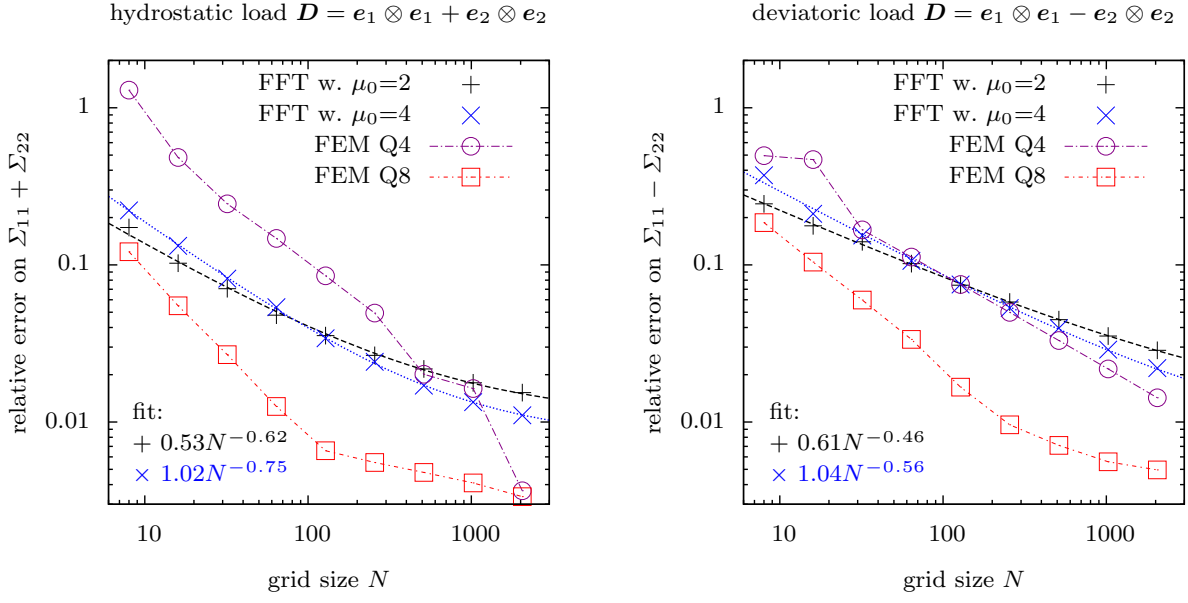 hydrostatic load D = e₁ ⊗ e₁ + e₂ ⊗ e₂
relative error on Σ₁₁ + Σ₂₂
1
0.1
0.01
FFT w. μ₀=2
FFT w. μ₀=4
FEM Q4
FEM Q8
fit:
+ 0.53N⁻⁰·⁶²
× 1.02N⁻⁰·⁷⁵
10 100 1000
grid size N
deviatoric load D = e₁ ⊗ e₁ − e₂ ⊗ e₂
relative error on Σ₁₁ − Σ₂₂
1
0.1
0.01
FFT w. μ₀=2
FFT w. μ₀=4
FEM Q4
FEM Q8
fit:
+ 0.61N⁻⁰·⁴⁶
× 1.04N⁻⁰·⁵⁶
10 100 1000
grid size N